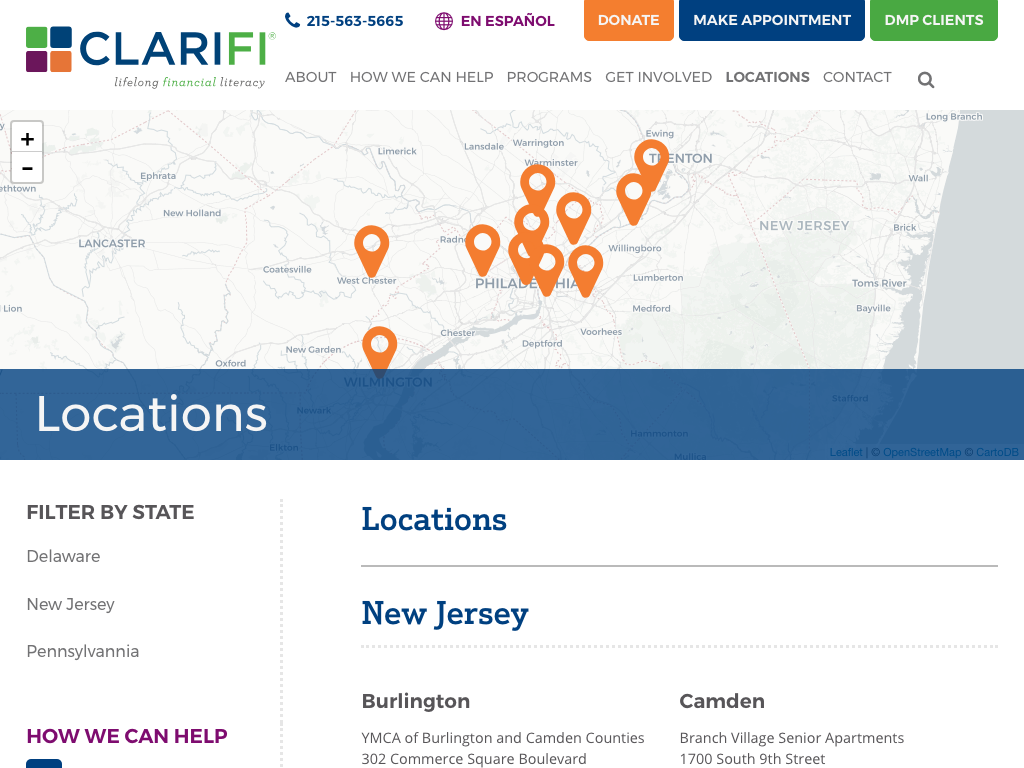 215-563-5665
EN ESPAÑOL
DONATE
MAKE APPOINTMENT
DMP CLIENTS
CLARIFI®
lifelong financial literacy
ABOUT
HOW WE CAN HELP
PROGRAMS
GET INVOLVED
LOCATIONS
CONTACT
+
-
Long Branch
Ewing
Lansdale
Warrington
Limerick
TRENTON
Warminster
Ephrata
Wall
New Holland
NEW JERSEY
Brick
LANCASTER
Willingboro
Coatesville
West Chester
Lumberton
PHILADELPHIA
Toms River
Lion
Medford
Bayville
Chester
Voorhees
Deptford
New Garden
Oxford
WILMINGTON
Stafford
Newark
Hammonton
Elkton
Mullica
Locations
Leaflet | © OpenStreetMap © CartoDB
FILTER BY STATE
Delaware
New Jersey
Pennsylvannia
HOW WE CAN HELP
Locations
New Jersey
Burlington
YMCA of Burlington and Camden Counties
302 Commerce Square Boulevard
Camden
Branch Village Senior Apartments
1700 South 9th Street